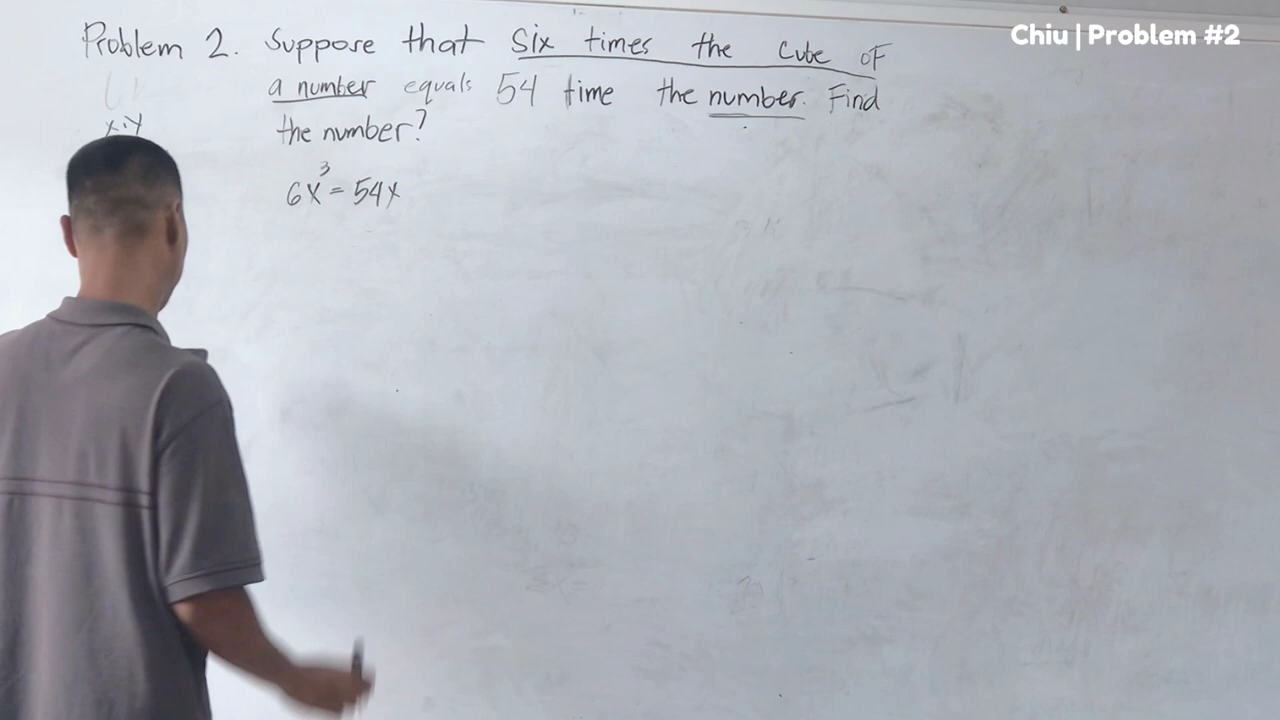 Chiu | Problem #2
Problem 2. Suppose that Six times the Cube of
a number equals 54 time the number. Find
the number?
x·y
6x³ = 54x